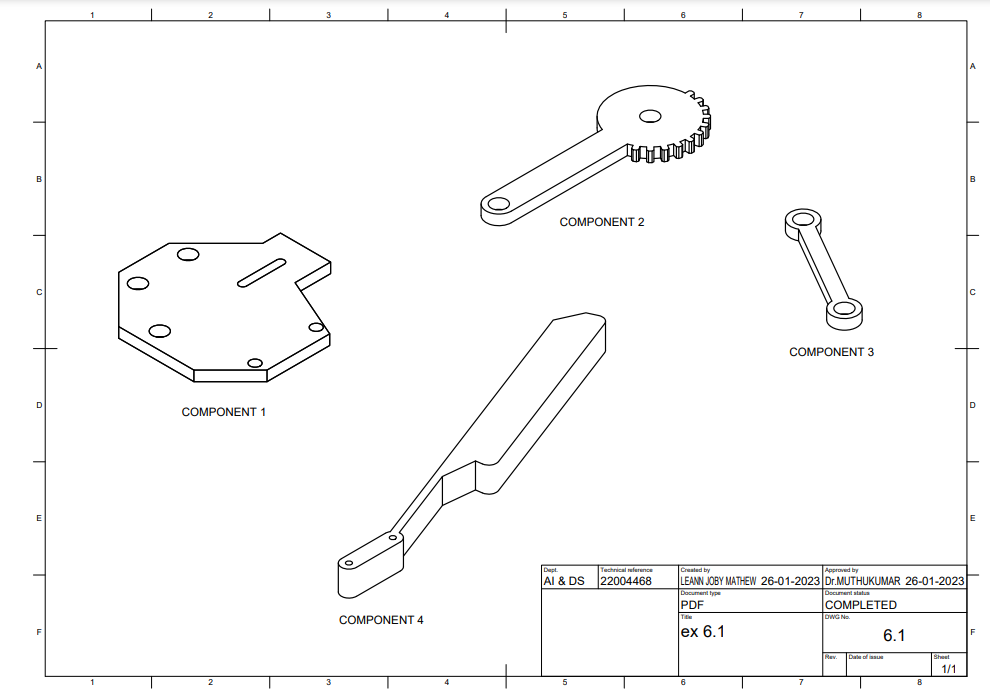 1 2 3 4 5 6 7 8
A A
B B
C C
D D
E E
F F
COMPONENT 2
COMPONENT 3
COMPONENT 1
COMPONENT 4
Dept. Technical reference Created by Approved by
AI & DS 22004468 LEANN JOBY MATHEW 26-01-2023 Dr.MUTHUKUMAR 26-01-2023
Document type Document status
PDF COMPLETED
Title DWG No.
ex 6.1 6.1
Rev. Date of issue Sheet
1/1
1 2 3 4 5 6 7 8